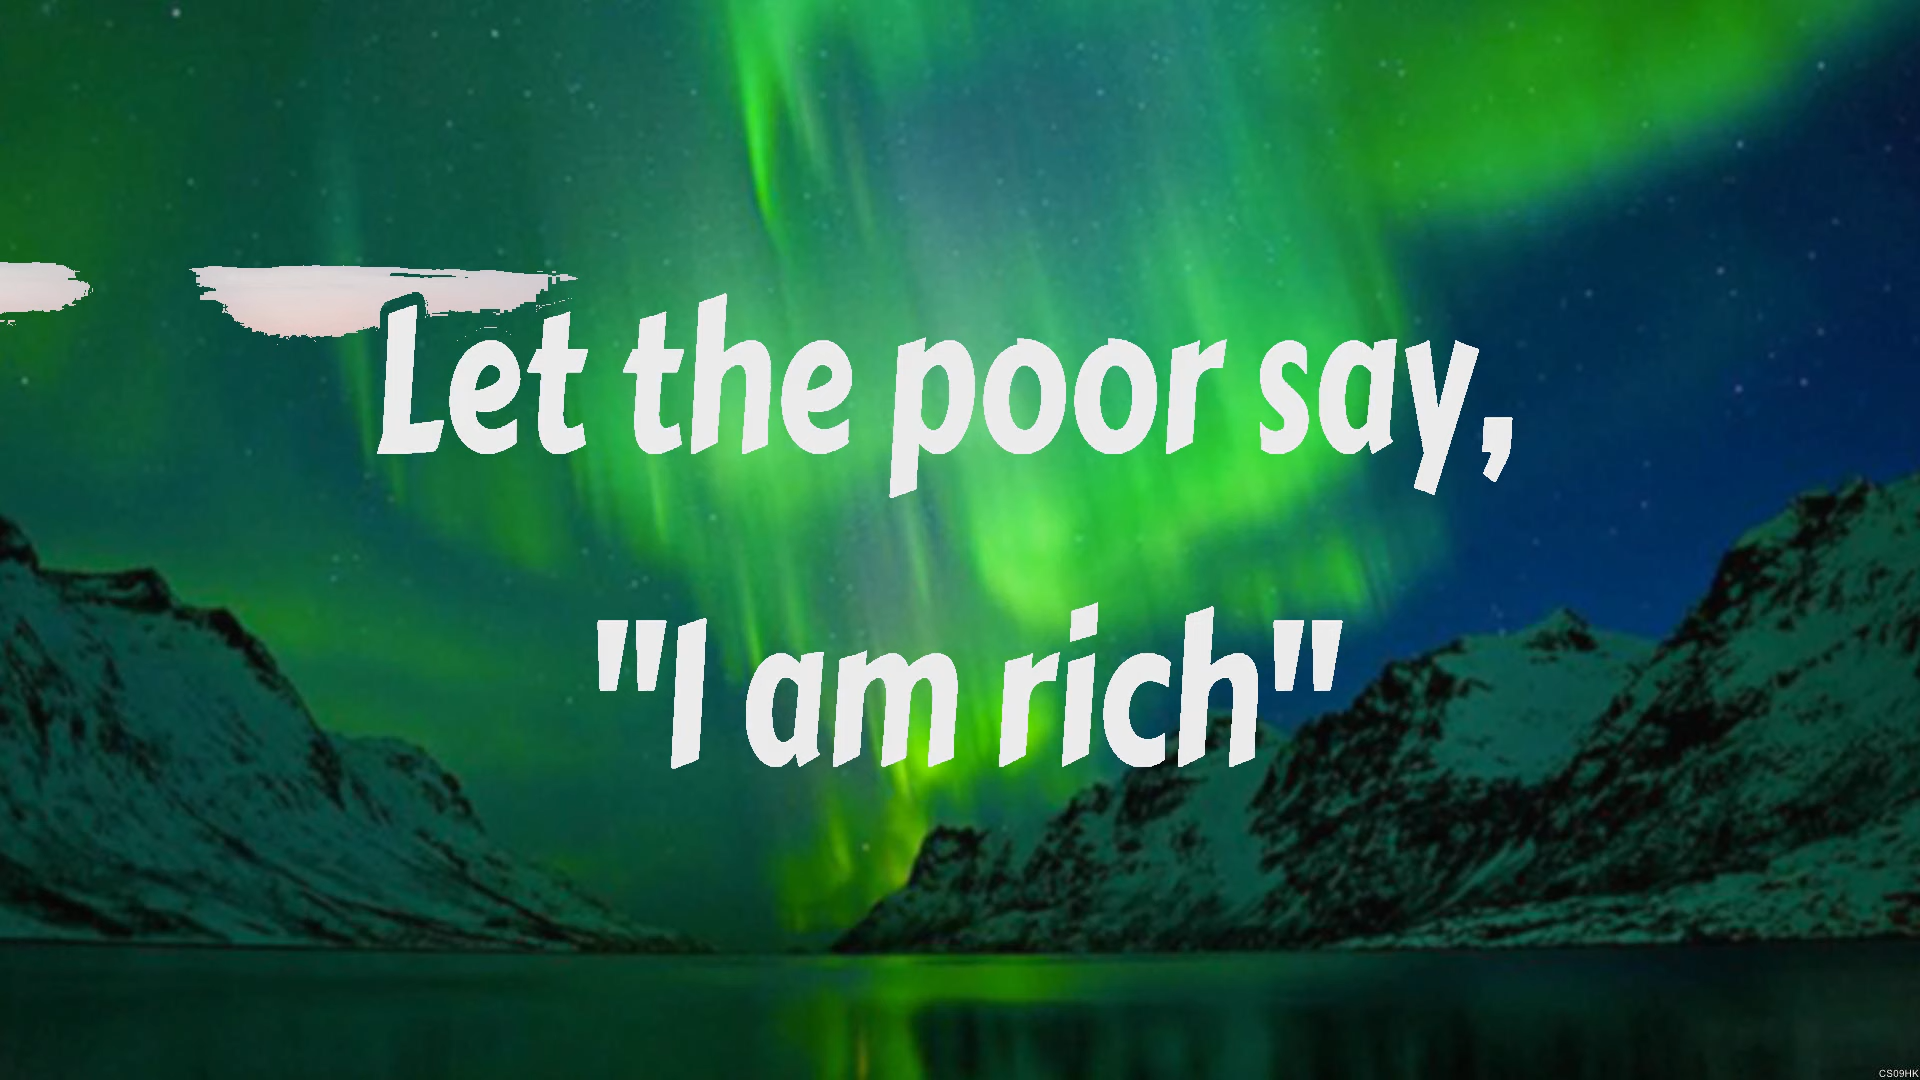 Let the poor say,
"I am rich"
CS09HK